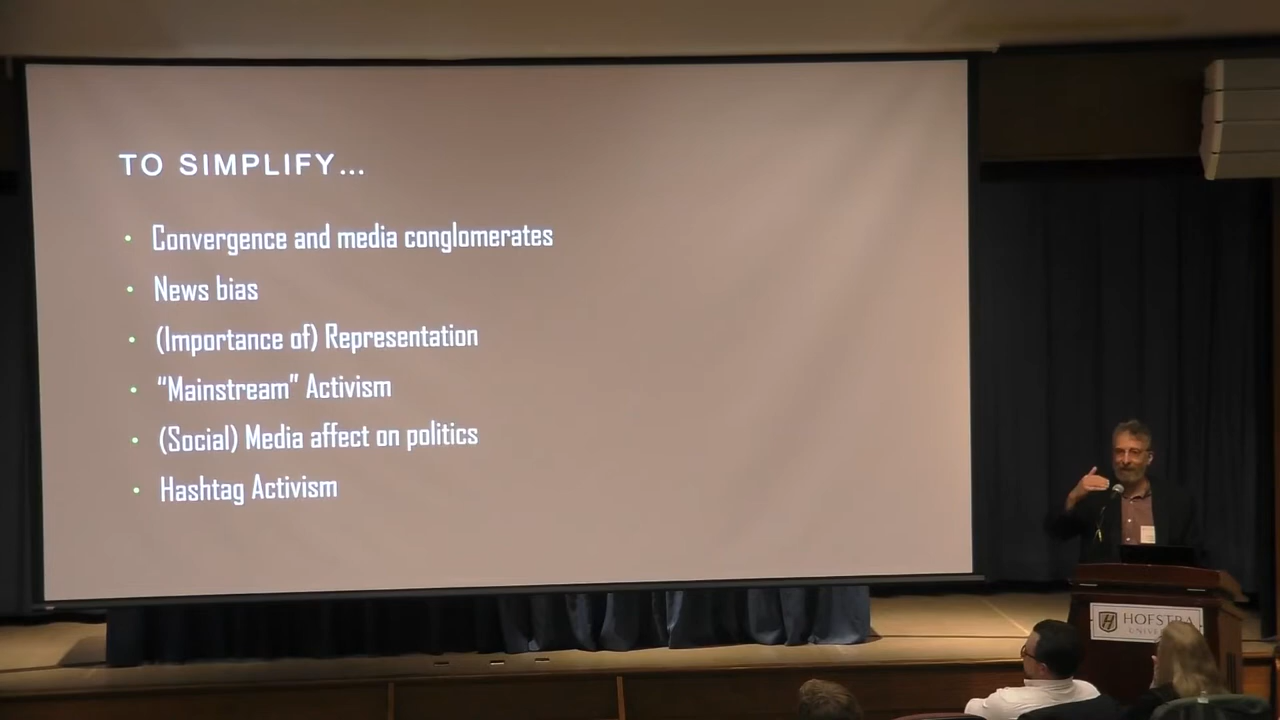 TO SIMPLIFY...
• Convergence and media conglomerates
• News bias
• (Importance of) Representation
• “Mainstream” Activism
• (Social) Media affect on politics
• Hashtag Activism
HOFSTRA